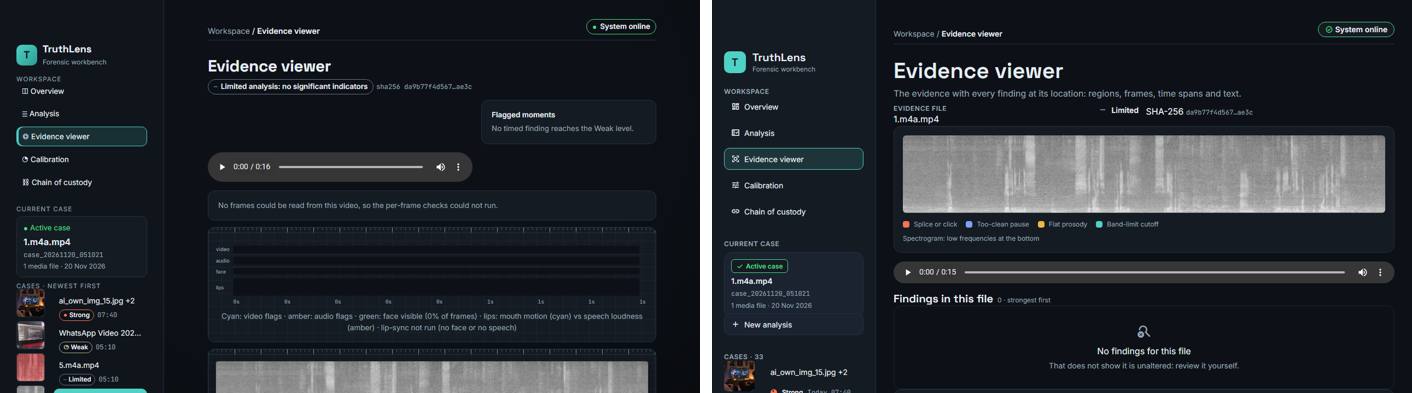 Workspace / Evidence viewer
System online
T
TruthLens
Forensic workbench
WORKSPACE
Overview
Analysis
Evidence viewer
Calibration
Chain of custody
CURRENT CASE
Active case
1.m4a.mp4
case_20261120_051021
1 media file · 20 Nov 2026
CASES · NEWEST FIRST
ai_own_img_15.jpg +2
Strong 07:40
WhatsApp Video 202...
Weak 05:10
5.m4a.mp4
Limited 05:10
Evidence viewer
Limited analysis: no significant indicators sha256 da9b77f4d567…ae3c
Flagged moments
No timed finding reaches the Weak level.
0:00 / 0:16
No frames could be read from this video, so the per-frame checks could not run.
video
audio
face
lips
0s 0s 0s 0s 0s 1s 1s 1s 1s
Cyan: video flags · amber: audio flags · green: face visible (0% of frames) · lips: mouth motion (cyan) vs speech loudness
(amber) · lip-sync not run (no face or no speech)
Workspace / Evidence viewer
System online
T
TruthLens
Forensic workbench
WORKSPACE
Overview
Analysis
Evidence viewer
Calibration
Chain of custody
CURRENT CASE
Active case
1.m4a.mp4
case_20261120_051021
1 media file · 20 Nov 2026
+ New analysis
CASES · 33
ai_own_img_15.jpg +2
Strong Today 07:40
Evidence viewer
The evidence with every finding at its location: regions, frames, time spans and text.
EVIDENCE FILE
1.m4a.mp4
Limited SHA-256 da9b77f4d567…ae3c
Splice or click Too-clean pause Flat prosody Band-limit cutoff
Spectrogram: low frequencies at the bottom
0:00 / 0:15
Findings in this file 0 · strongest first
No findings for this file
That does not show it is unaltered: review it yourself.